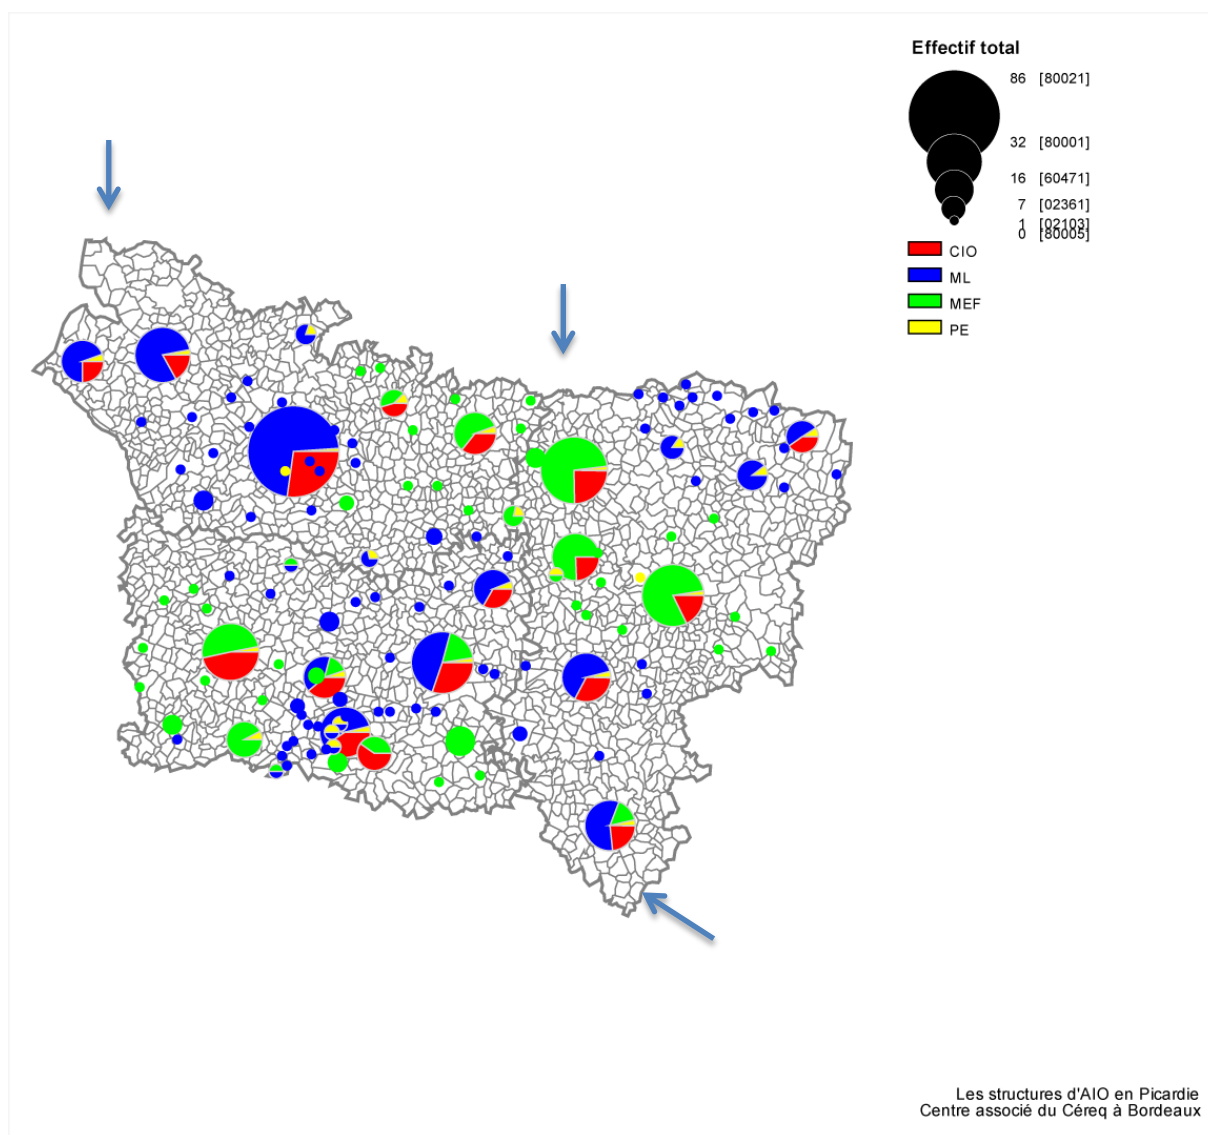 Effectif total
86 [80021]
32 [80001]
16 [60471]
7 [02361]
1 [02103]
0 [80005]
CIO
ML
MEF
PE
Les structures d'AIO en Picardie
Centre associé du Céreq à Bordeaux